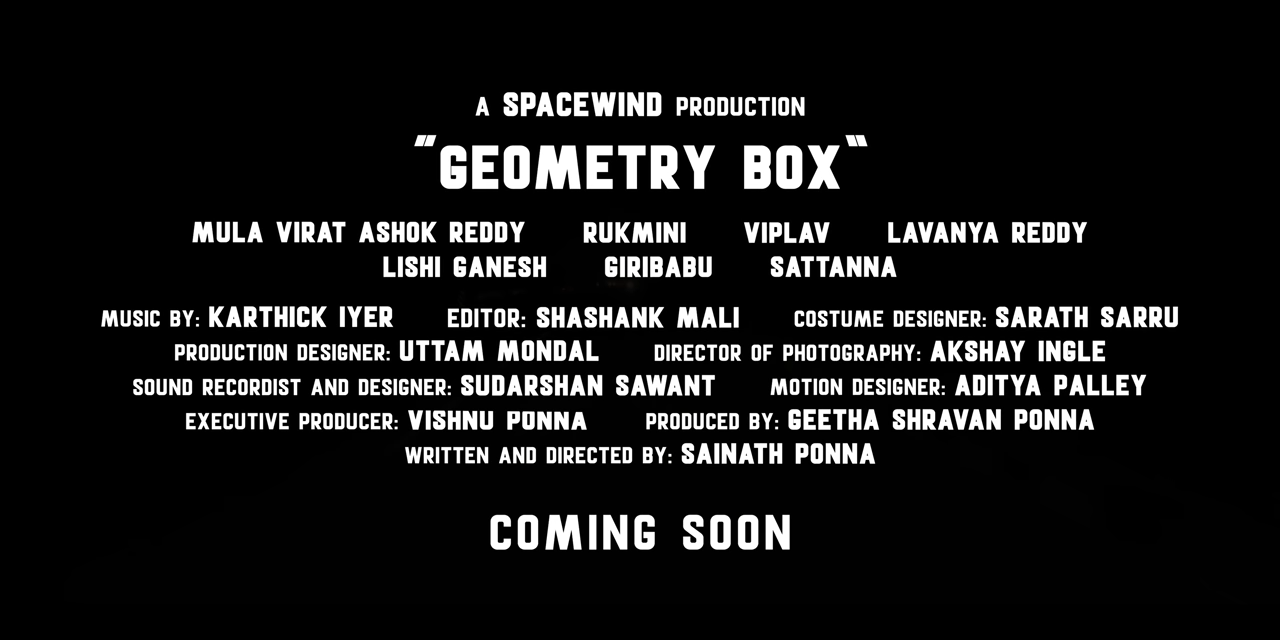 A SPACEWIND PRODUCTION
"GEOMETRY BOX"
MULA VIRAT ASHOK REDDY RUKMINI VIPLAV LAVANYA REDDY
LISHI GANESH GIRIBABU SATTANNA
MUSIC BY: KARTHICK IYER EDITOR: SHASHANK MALI COSTUME DESIGNER: SARATH SARRU
PRODUCTION DESIGNER: UTTAM MONDAL DIRECTOR OF PHOTOGRAPHY: AKSHAY INGLE
SOUND RECORDIST AND DESIGNER: SUDARSHAN SAWANT MOTION DESIGNER: ADITYA PALLEY
EXECUTIVE PRODUCER: VISHNU PONNA PRODUCED BY: GEETHA SHRAVAN PONNA
WRITTEN AND DIRECTED BY: SAINATH PONNA
COMING SOON